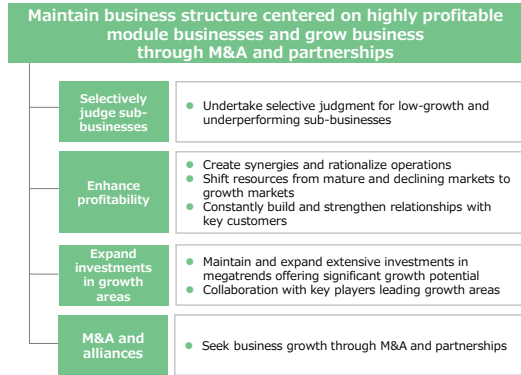 Maintain business structure centered on highly profitable
module businesses and grow business
through M&A and partnerships
Selectively
judge sub-
businesses
● Undertake selective judgment for low-growth and
underperforming sub-businesses
Enhance
profitability
● Create synergies and rationalize operations
● Shift resources from mature and declining markets to
growth markets
● Constantly build and strengthen relationships with
key customers
Expand
investments
in growth
areas
● Maintain and expand extensive investments in
megatrends offering significant growth potential
● Collaboration with key players leading growth areas
M&A and
alliances
● Seek business growth through M&A and partnerships